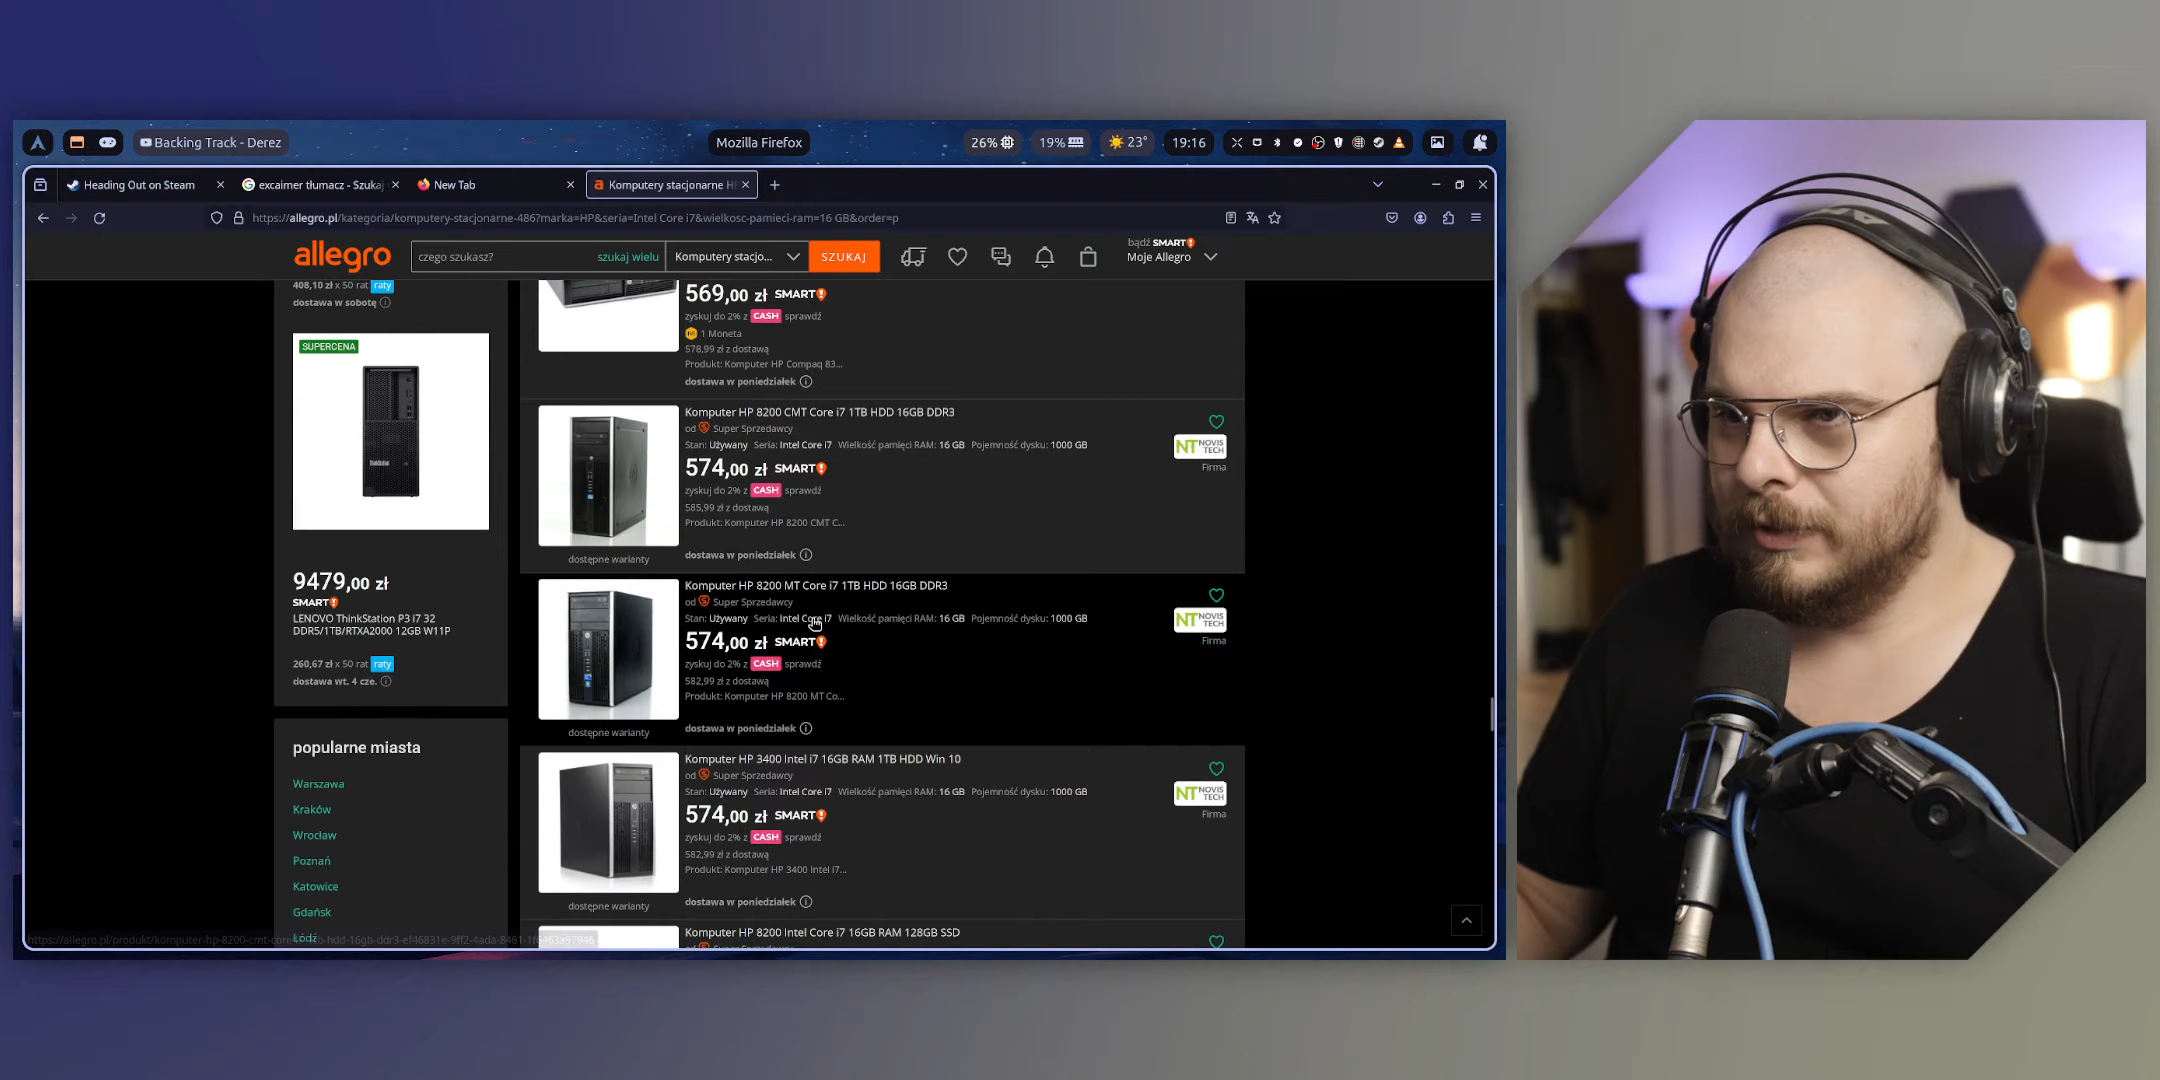 Backing Track - Derez
Mozilla Firefox
26%
19%
23°
19:16
Heading Out on Steam
excaimer tłumacz - Szukaj
New Tab
Komputery stacjonarne HP
https://allegro.pl/kategoria/komputery-stacjonarne-486?marka=HP&seria=Intel Core i7&wielkosc-pamieci-ram=16 GB&order=p
allegro
czego szukasz?
szukaj wielu
Komputery stacjo...
SZUKAJ
bądź SMART!
Moje Allegro
408,10 zł x 50 rat raty
dostawa w sobotę
SUPERCENA
9479,00 zł
SMART!
LENOVO ThinkStation P3 i7 32
DDR5/1TB/RTXA2000 12GB W11P
260,67 zł x 50 rat raty
dostawa wt. 4 cze.
popularne miasta
Warszawa
Kraków
Wrocław
Poznań
Katowice
Gdańsk
Łódź
569,00 zł SMART!
zyskuj do 2% z CASH sprawdź
1 Moneta
578,99 zł z dostawą
Produkt: Komputer HP Compaq 83...
dostawa w poniedziałek
Komputer HP 8200 CMT Core i7 1TB HDD 16GB DDR3
od Super Sprzedawcy
Stan: Używany Seria: Intel Core i7 Wielkość pamięci RAM: 16 GB Pojemność dysku: 1000 GB
574,00 zł SMART!
zyskuj do 2% z CASH sprawdź
585,99 zł z dostawą
Produkt: Komputer HP 8200 CMT C...
dostawa w poniedziałek
dostępne warianty
NT NOVIS TECH
Firma
Komputer HP 8200 MT Core i7 1TB HDD 16GB DDR3
od Super Sprzedawcy
Stan: Używany Seria: Intel Core i7 Wielkość pamięci RAM: 16 GB Pojemność dysku: 1000 GB
574,00 zł SMART!
zyskuj do 2% z CASH sprawdź
582,99 zł z dostawą
Produkt: Komputer HP 8200 MT Co...
dostawa w poniedziałek
dostępne warianty
NT NOVIS TECH
Firma
Komputer HP 3400 Intel i7 16GB RAM 1TB HDD Win 10
od Super Sprzedawcy
Stan: Używany Seria: Intel Core i7 Wielkość pamięci RAM: 16 GB Pojemność dysku: 1000 GB
574,00 zł SMART!
zyskuj do 2% z CASH sprawdź
582,99 zł z dostawą
Produkt: Komputer HP 3400 Intel i7...
dostawa w poniedziałek
dostępne warianty
NT NOVIS TECH
Firma
Komputer HP 8200 Intel Core i7 16GB RAM 128GB SSD